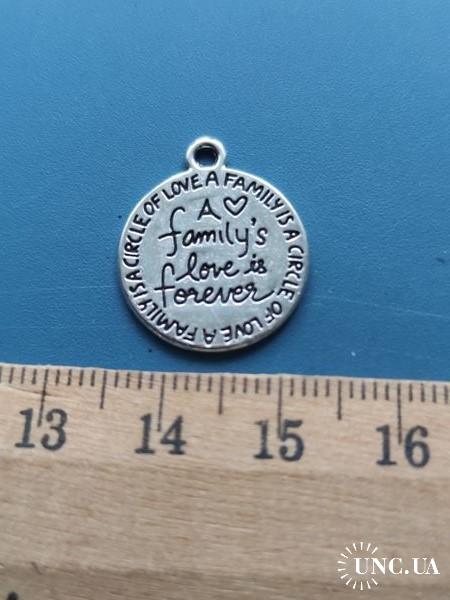 A FAMILY IS A CIRCLE OF LOVE A FAMILY IS A CIRCLE OF LOVE
A ♡
family's
love is
forever
13 14 15 16
UNC.UA